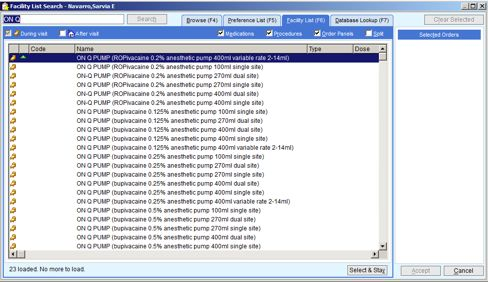 Facility List Search - Navarro,Sarvia E
ON Q
Search
Browse (F4)
Preference List (F5)
Facility List (F6)
Database Lookup (F7)
Clear Selected
During visit
After visit
Medications
Procedures
Order Panels
Split
Selected Orders
Code
Name
Type
Dose
ON Q PUMP (ROPivacaine 0.2% anesthetic pump 400ml variable rate 2-14ml)
ON Q PUMP (ROPivacaine 0.2% anesthetic pump 100ml single site)
ON Q PUMP (ROPivacaine 0.2% anesthetic pump 270ml dual site)
ON Q PUMP (ROPivacaine 0.2% anesthetic pump 270ml single site)
ON Q PUMP (ROPivacaine 0.2% anesthetic pump 400ml dual site)
ON Q PUMP (ROPivacaine 0.2% anesthetic pump 400ml single site)
ON Q PUMP (bupivacaine 0.125% anesthetic pump 100ml single site)
ON Q PUMP (bupivacaine 0.125% anesthetic pump 270ml dual site)
ON Q PUMP (bupivacaine 0.125% anesthetic pump 400ml dual site)
ON Q PUMP (bupivacaine 0.125% anesthetic pump 400ml single site)
ON Q PUMP (bupivacaine 0.125% anesthetic pump 400ml variable rate 2-14ml)
ON Q PUMP (bupivacaine 0.25% anesthetic pump 100ml single site)
ON Q PUMP (bupivacaine 0.25% anesthetic pump 270ml dual site)
ON Q PUMP (bupivacaine 0.25% anesthetic pump 270ml single site)
ON Q PUMP (bupivacaine 0.25% anesthetic pump 400ml dual site)
ON Q PUMP (bupivacaine 0.25% anesthetic pump 400ml single site)
ON Q PUMP (bupivacaine 0.25% anesthetic pump 400ml variable rate 2-14ml)
ON Q PUMP (bupivacaine 0.5% anesthetic pump 100ml single site)
ON Q PUMP (bupivacaine 0.5% anesthetic pump 270ml dual site)
ON Q PUMP (bupivacaine 0.5% anesthetic pump 270ml single site)
ON Q PUMP (bupivacaine 0.5% anesthetic pump 400ml dual site)
ON Q PUMP (bupivacaine 0.5% anesthetic pump 400ml single site)
23 loaded. No more to load.
Select & Stay
Accept
Cancel